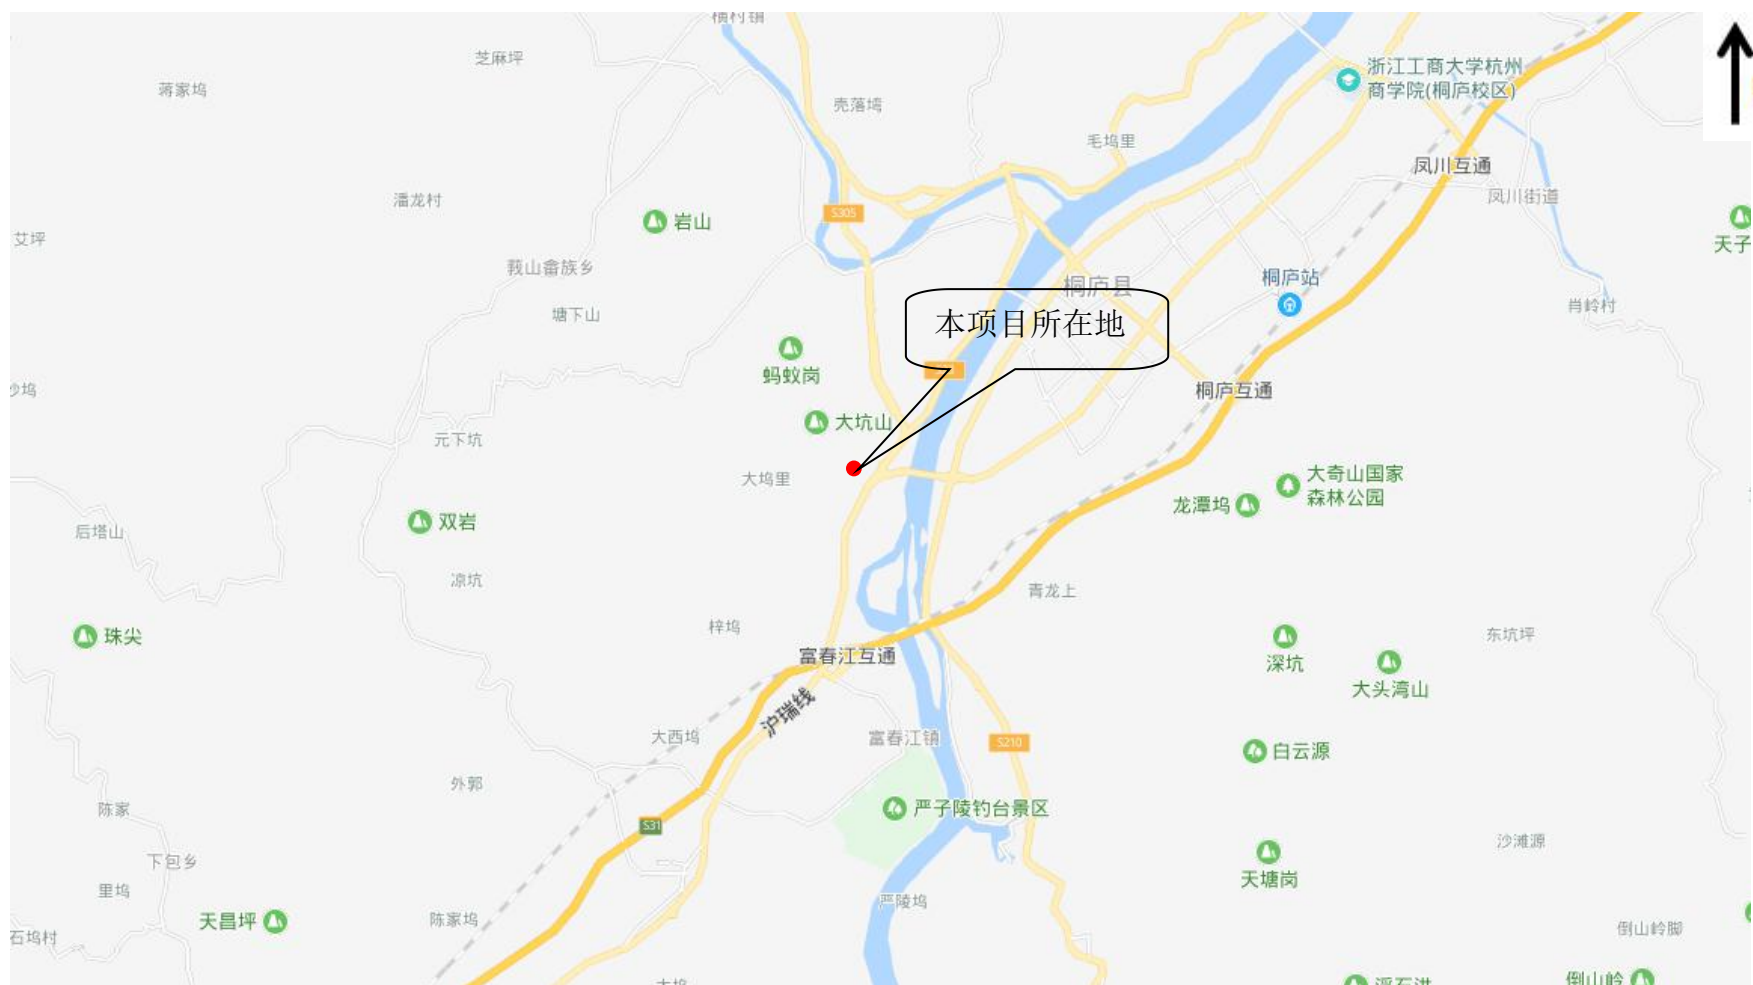 横村镇
芝麻坪
浙江工商大学杭州
商学院(桐庐校区)
蒋家坞
壳落塆
毛坞里
凤川互通
潘龙村
凤川街道
S305
岩山
天子
艾坪
莪山畲族乡
桐庐站
桐庐县
塘下山
肖岭村
本项目所在地
蚂蚁岗
沙坞
桐庐互通
大坑山
元下坑
大坞里
大奇山国家
森林公园
龙潭坞
双岩
后塔山
凉坑
青龙上
梓坞
珠尖
东坑坪
富春江互通
深坑
大头湾山
沪瑞线
大西坞
富春江镇
S210
白云源
外郭
陈家
严子陵钓台景区
S31
沙滩源
下包乡
天塘岗
里坞
严陵坞
天昌坪
陈家坞
倒山岭脚
石坞村
倒山岭